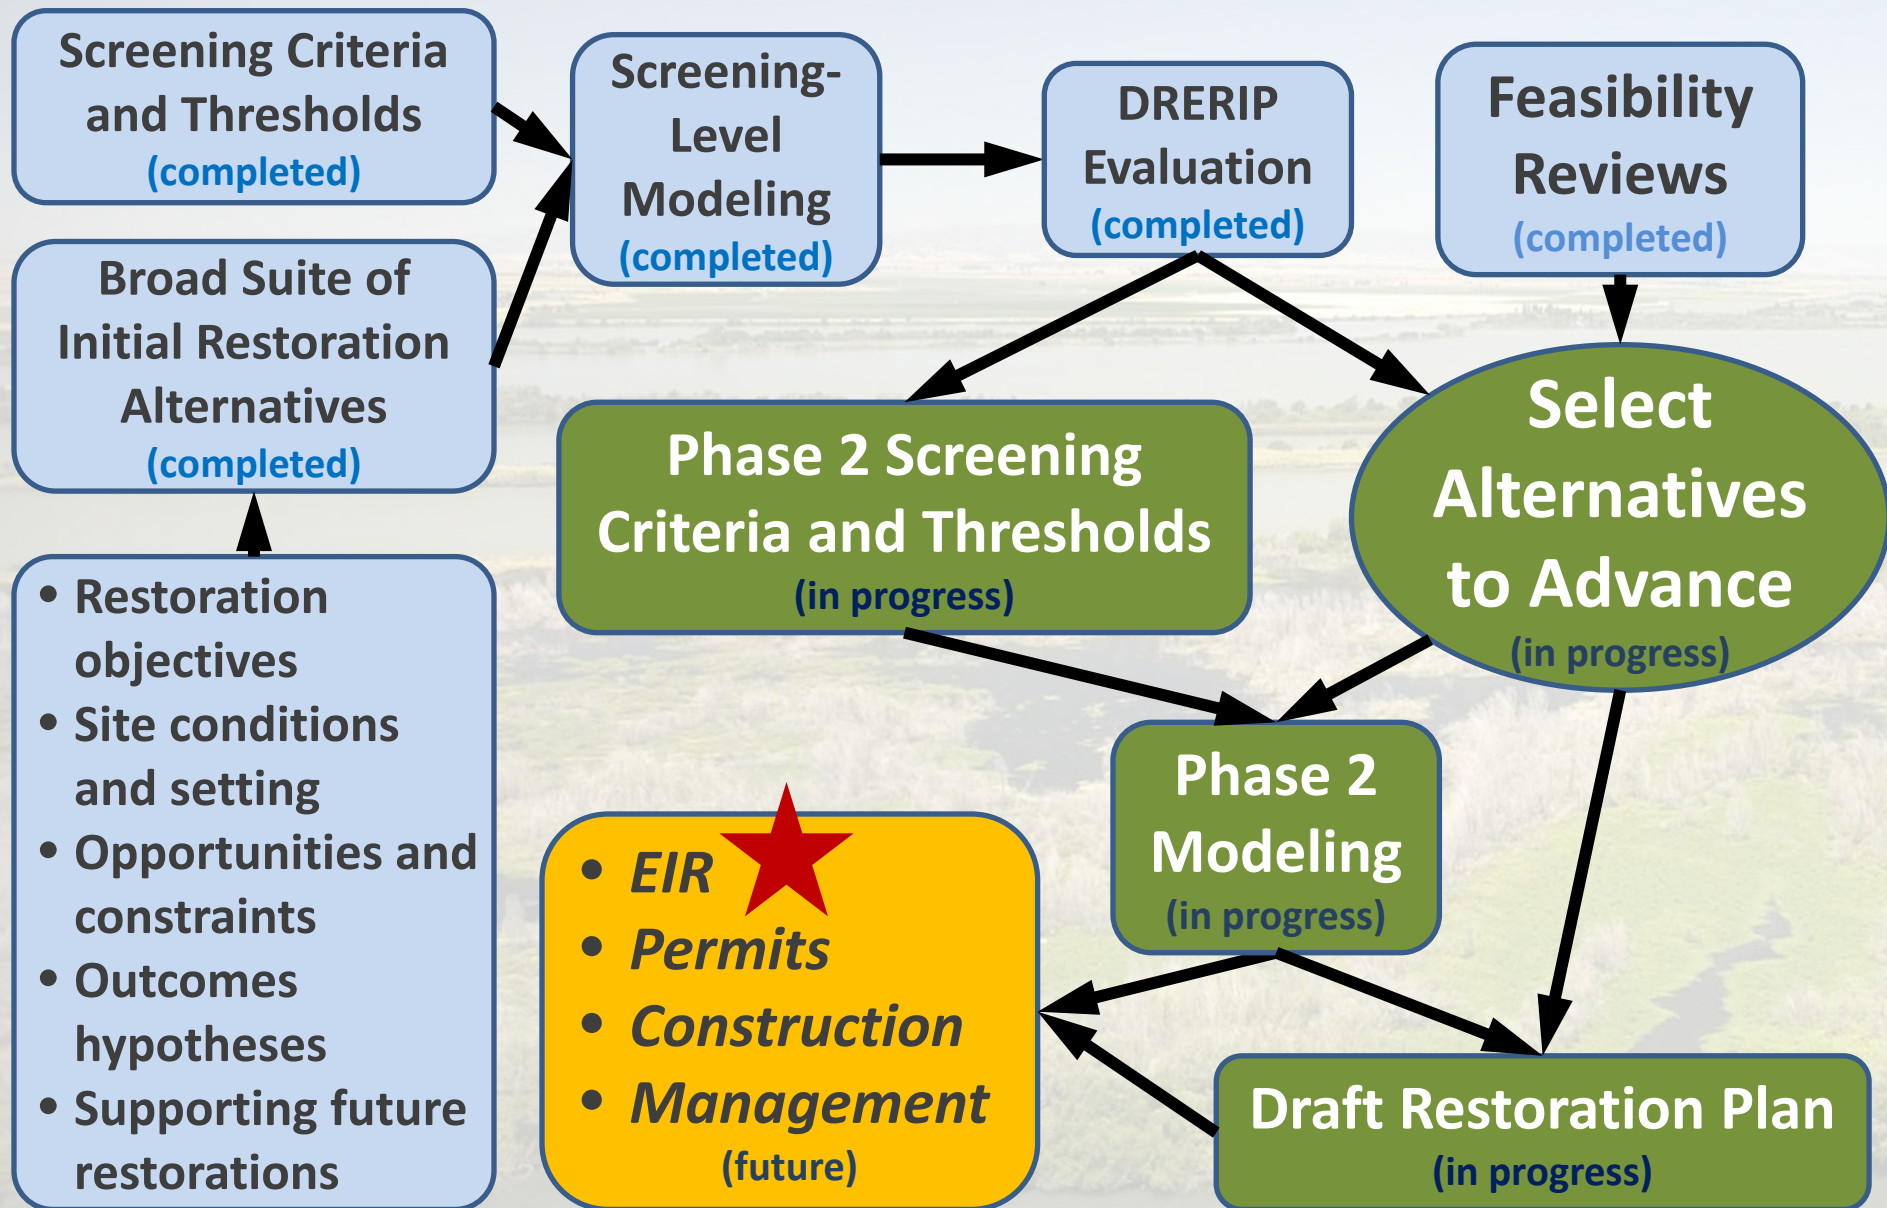 Screening Criteria
and Thresholds
(completed)
Screening-
Level
Modeling
(completed)
DRERIP
Evaluation
(completed)
Feasibility
Reviews
(completed)
Broad Suite of
Initial Restoration
Alternatives
(completed)
Phase 2 Screening
Criteria and Thresholds
(in progress)
Select
Alternatives
to Advance
(in progress)
• Restoration
objectives
• Site conditions
and setting
• Opportunities and
constraints
• Outcomes
hypotheses
• Supporting future
restorations
Phase 2
Modeling
(in progress)
• EIR
• Permits
• Construction
• Management
(future)
Draft Restoration Plan
(in progress)